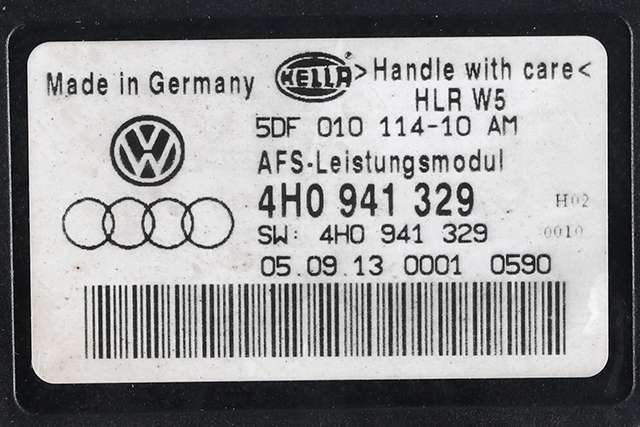 Made in Germany HELLA >Handle with care<
HLR W5
5DF 010 114-10 AM
VW
AFS-Leistungsmodul
4H0 941 329 H02
SW: 4H0 941 329 0010
05.09.13 0001 0590